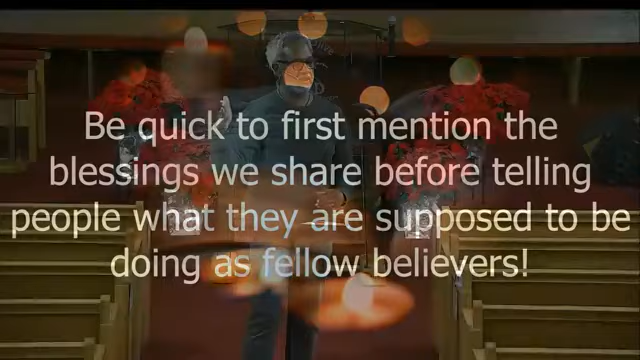 Be quick to first mention the
blessings we share before telling
people what they are supposed to be
doing as fellow believers!